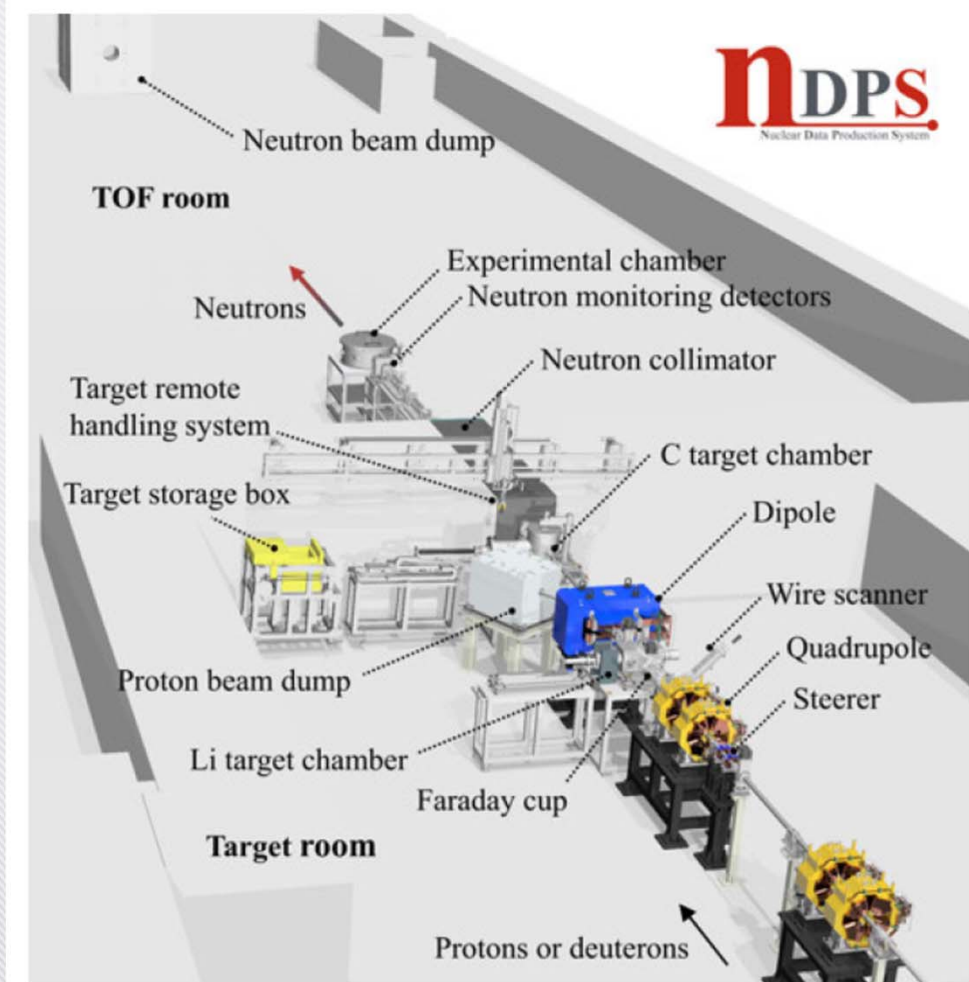 nDPS.
Nuclear Data Production System
Neutron beam dump
TOF room
Experimental chamber
Neutrons
Neutron monitoring detectors
Neutron collimator
Target remote
handling system
C target chamber
Target storage box
Dipole
Wire scanner
Quadrupole
Proton beam dump
Steerer
Li target chamber
Faraday cup
Target room
Protons or deuterons